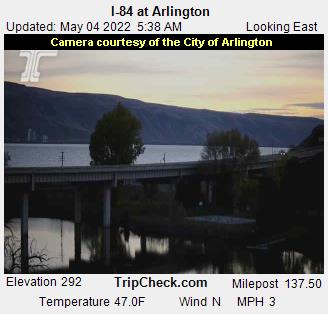 I-84 at Arlington
Updated: May 04 2022 5:38 AM Looking East
Camera courtesy of the City of Arlington
Elevation 292 TripCheck.com Milepost 137.50
Temperature 47.0F Wind N MPH 3